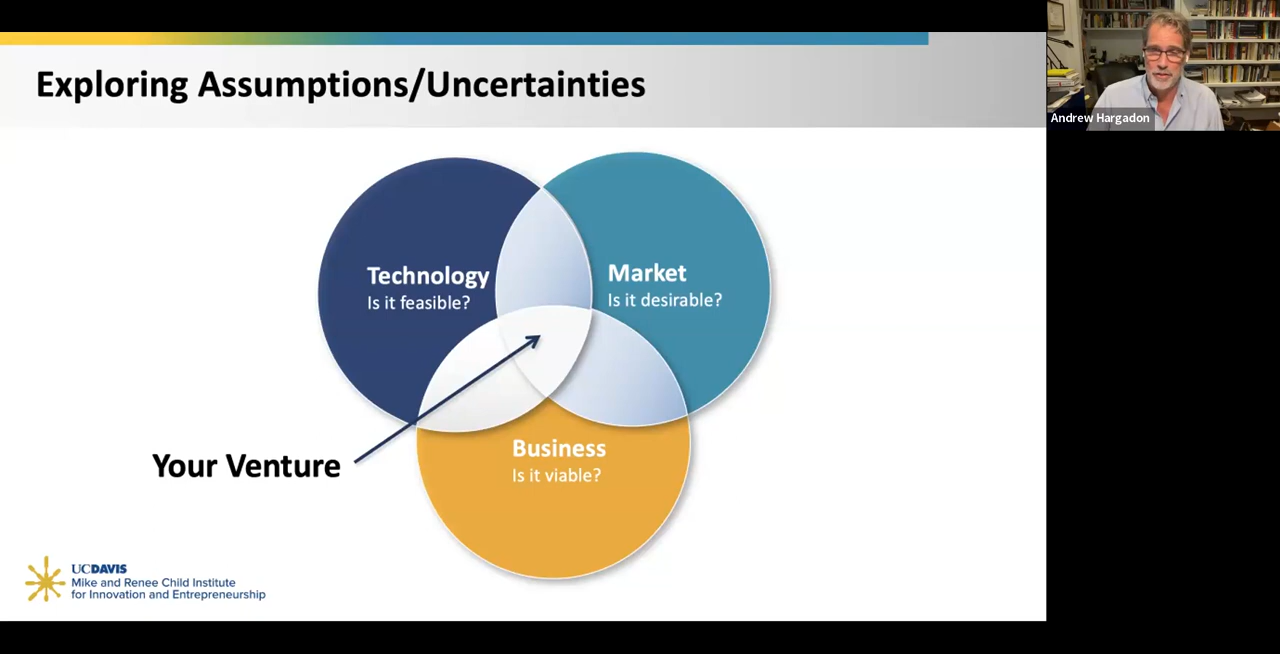 Exploring Assumptions/Uncertainties
Andrew Hargadon
Technology
Is it feasible?
Market
Is it desirable?
Business
Is it viable?
Your Venture
UCDAVIS
Mike and Renee Child Institute
for Innovation and Entrepreneurship